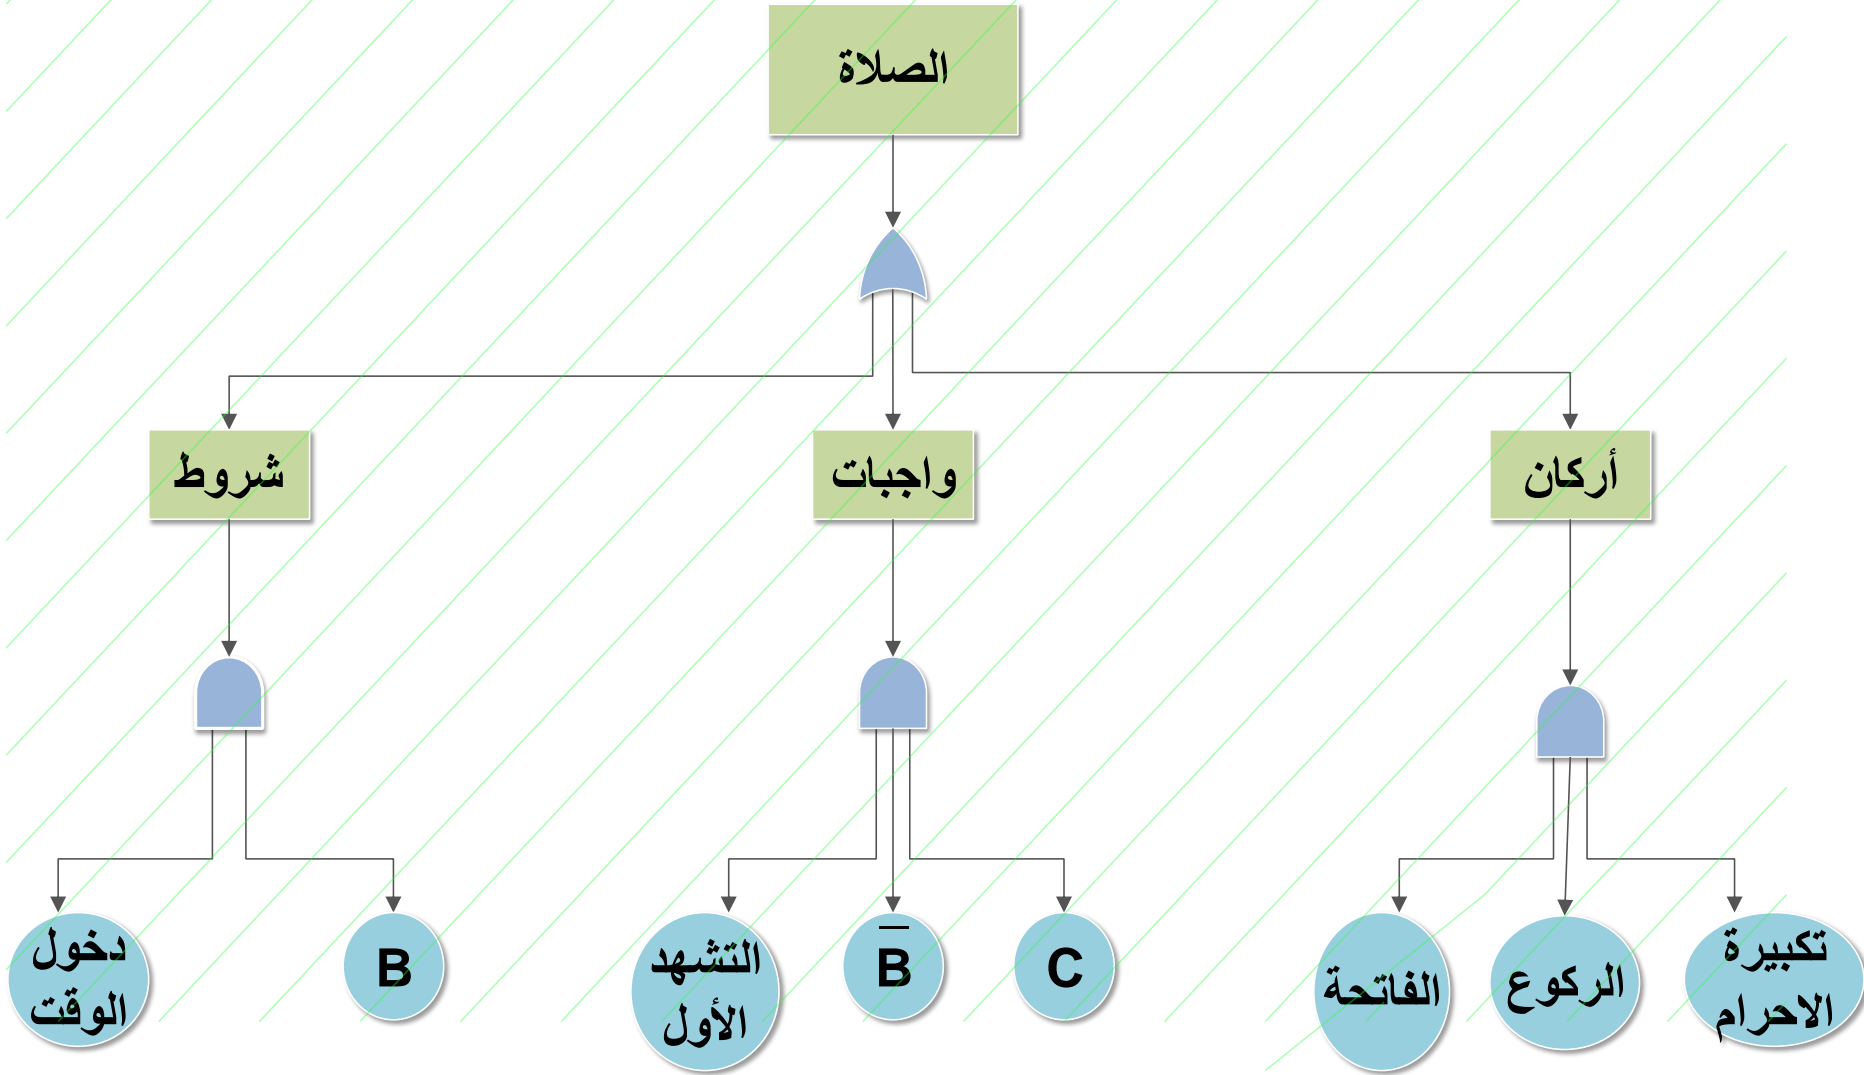 الصلاة
أركان
واجبات
شروط
تكبيرة
الاحرام
الركوع
الفاتحة
C
B̅
التشهد
الأول
B
دخول
الوقت